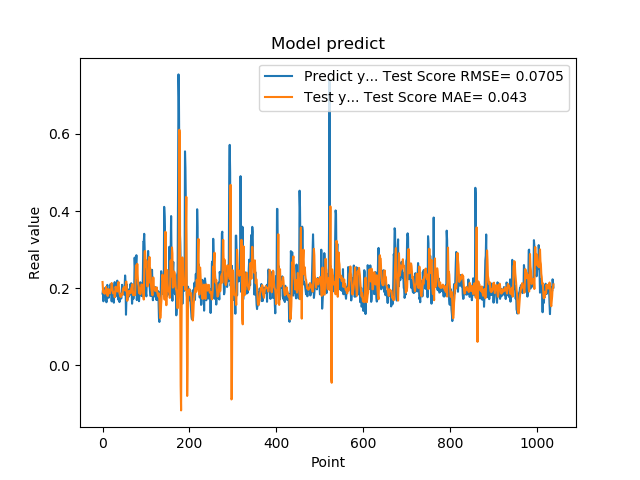 Model predict
Predict y... Test Score RMSE= 0.0705
Test y... Test Score MAE= 0.043
Real value
0.6
0.4
0.2
0.0
0
200
400
600
800
1000
Point